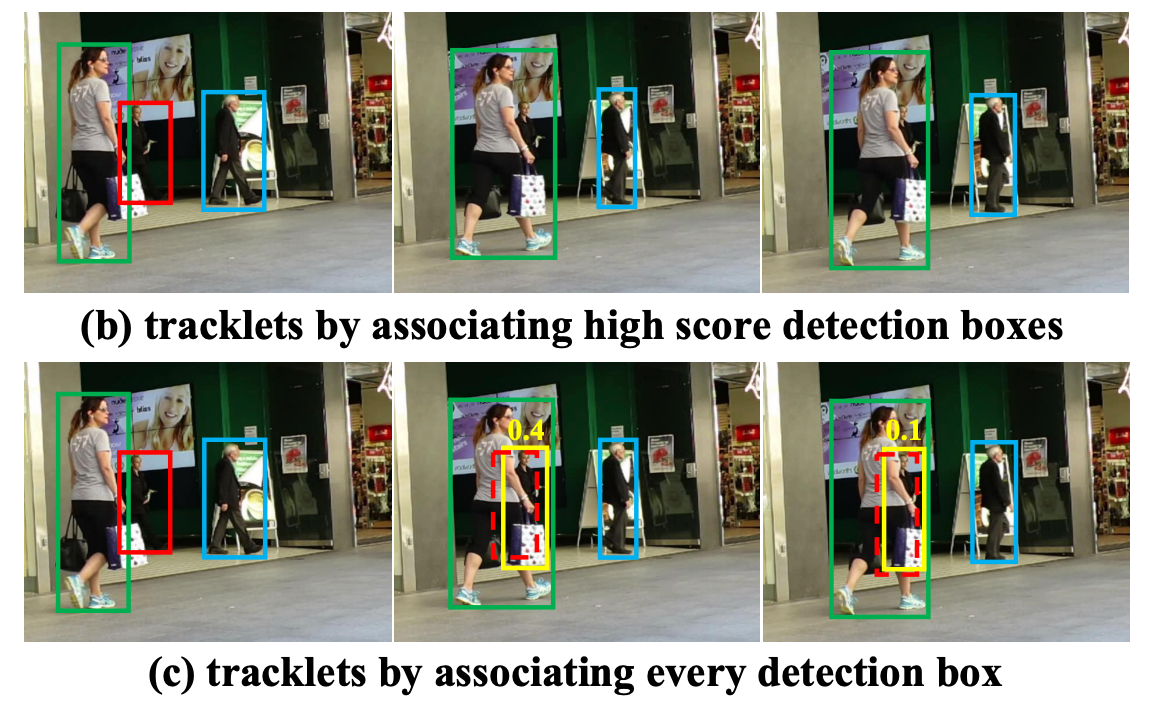 (b) tracklets by associating high score detection boxes
0.4
0.1
(c) tracklets by associating every detection box